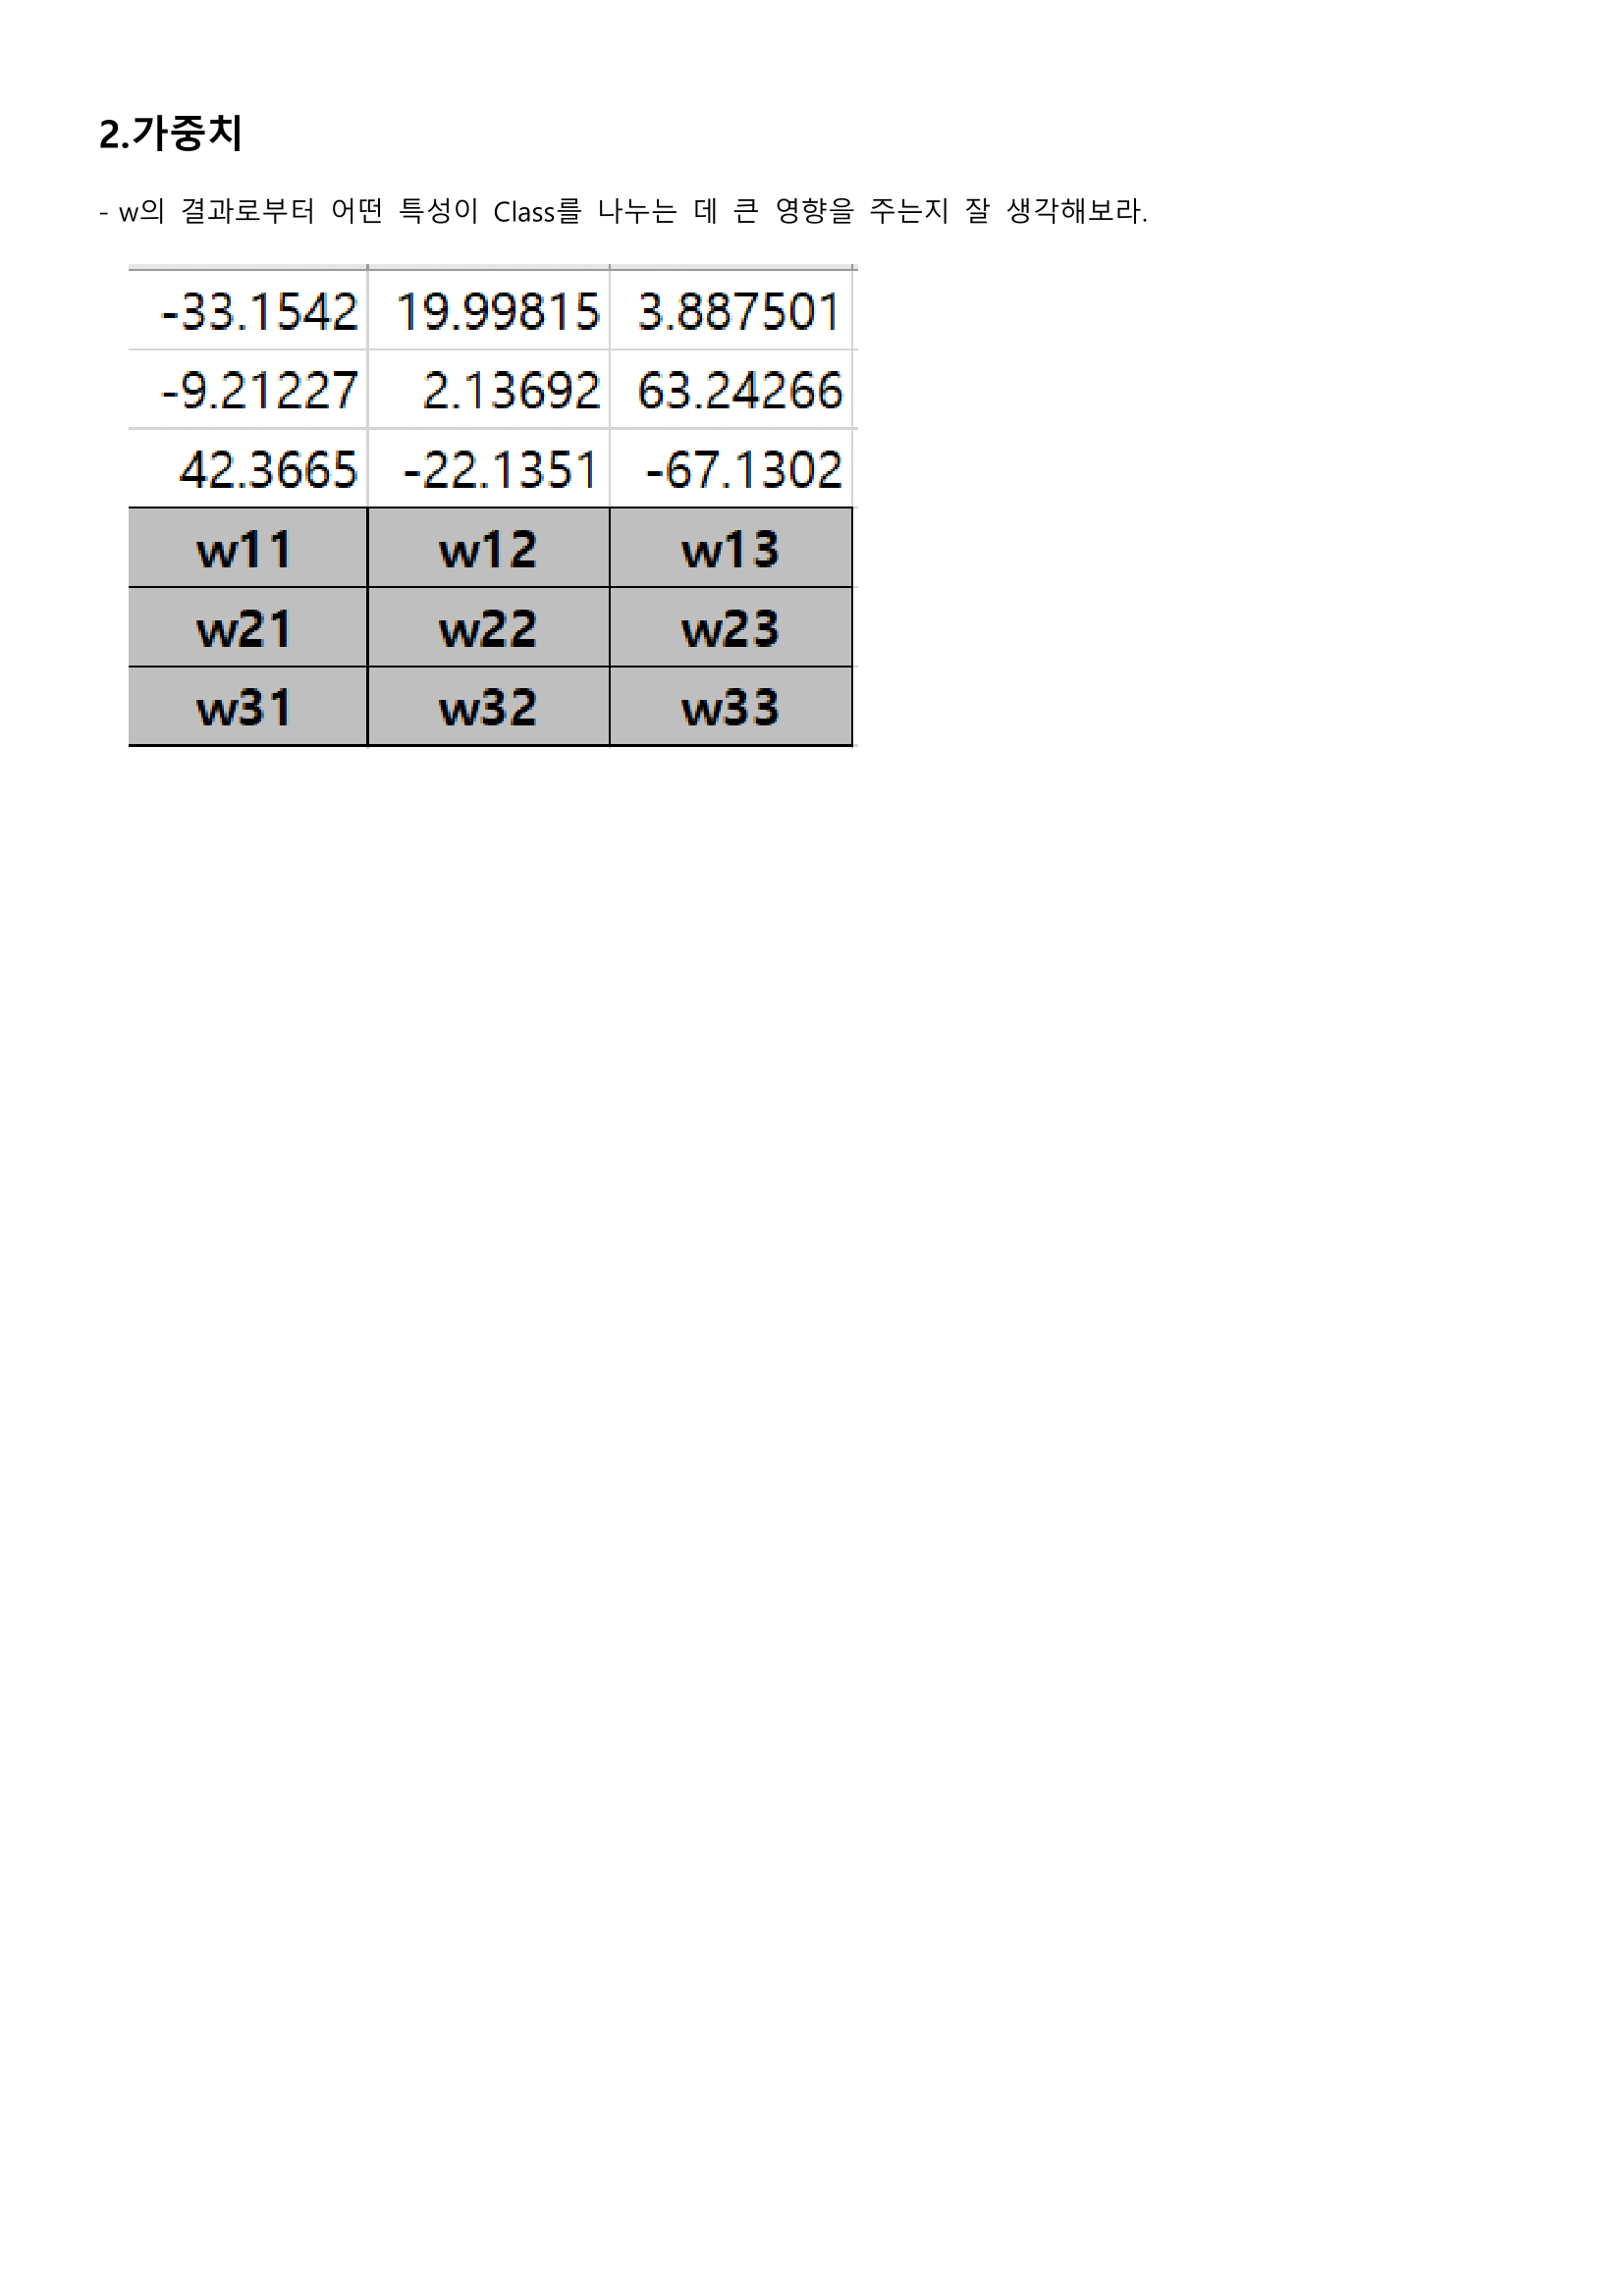 2.가중치
- w의 결과로부터 어떤 특성이 Class를 나누는 데 큰 영향을 주는지 잘 생각해보라.
-33.1542 19.99815 3.887501
-9.21227 2.13692 63.24266
42.3665 -22.1351 -67.1302
w11 w12 w13
w21 w22 w23
w31 w32 w33